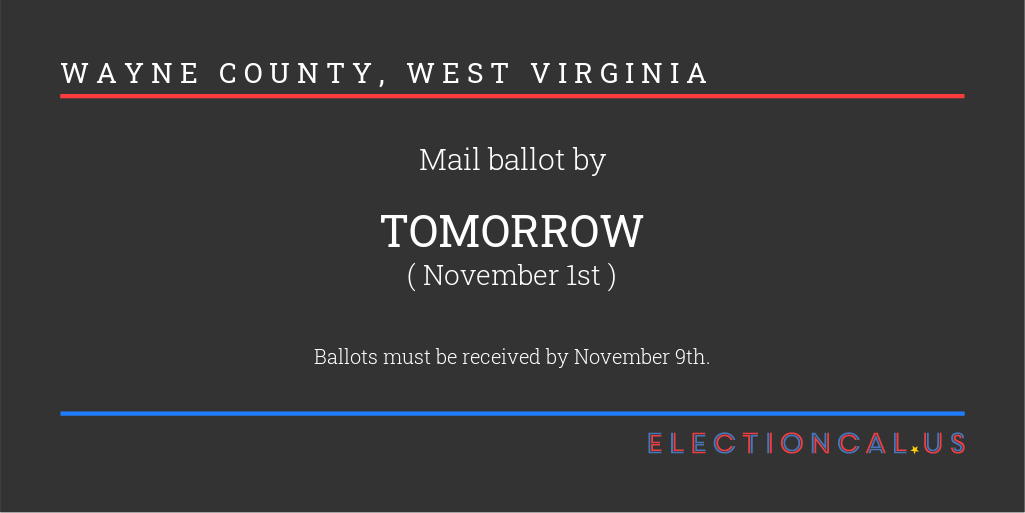 WAYNE COUNTY, WEST VIRGINIA
Mail ballot by
TOMORROW
( November 1st )
Ballots must be received by November 9th.
ELECTIONCAL.US